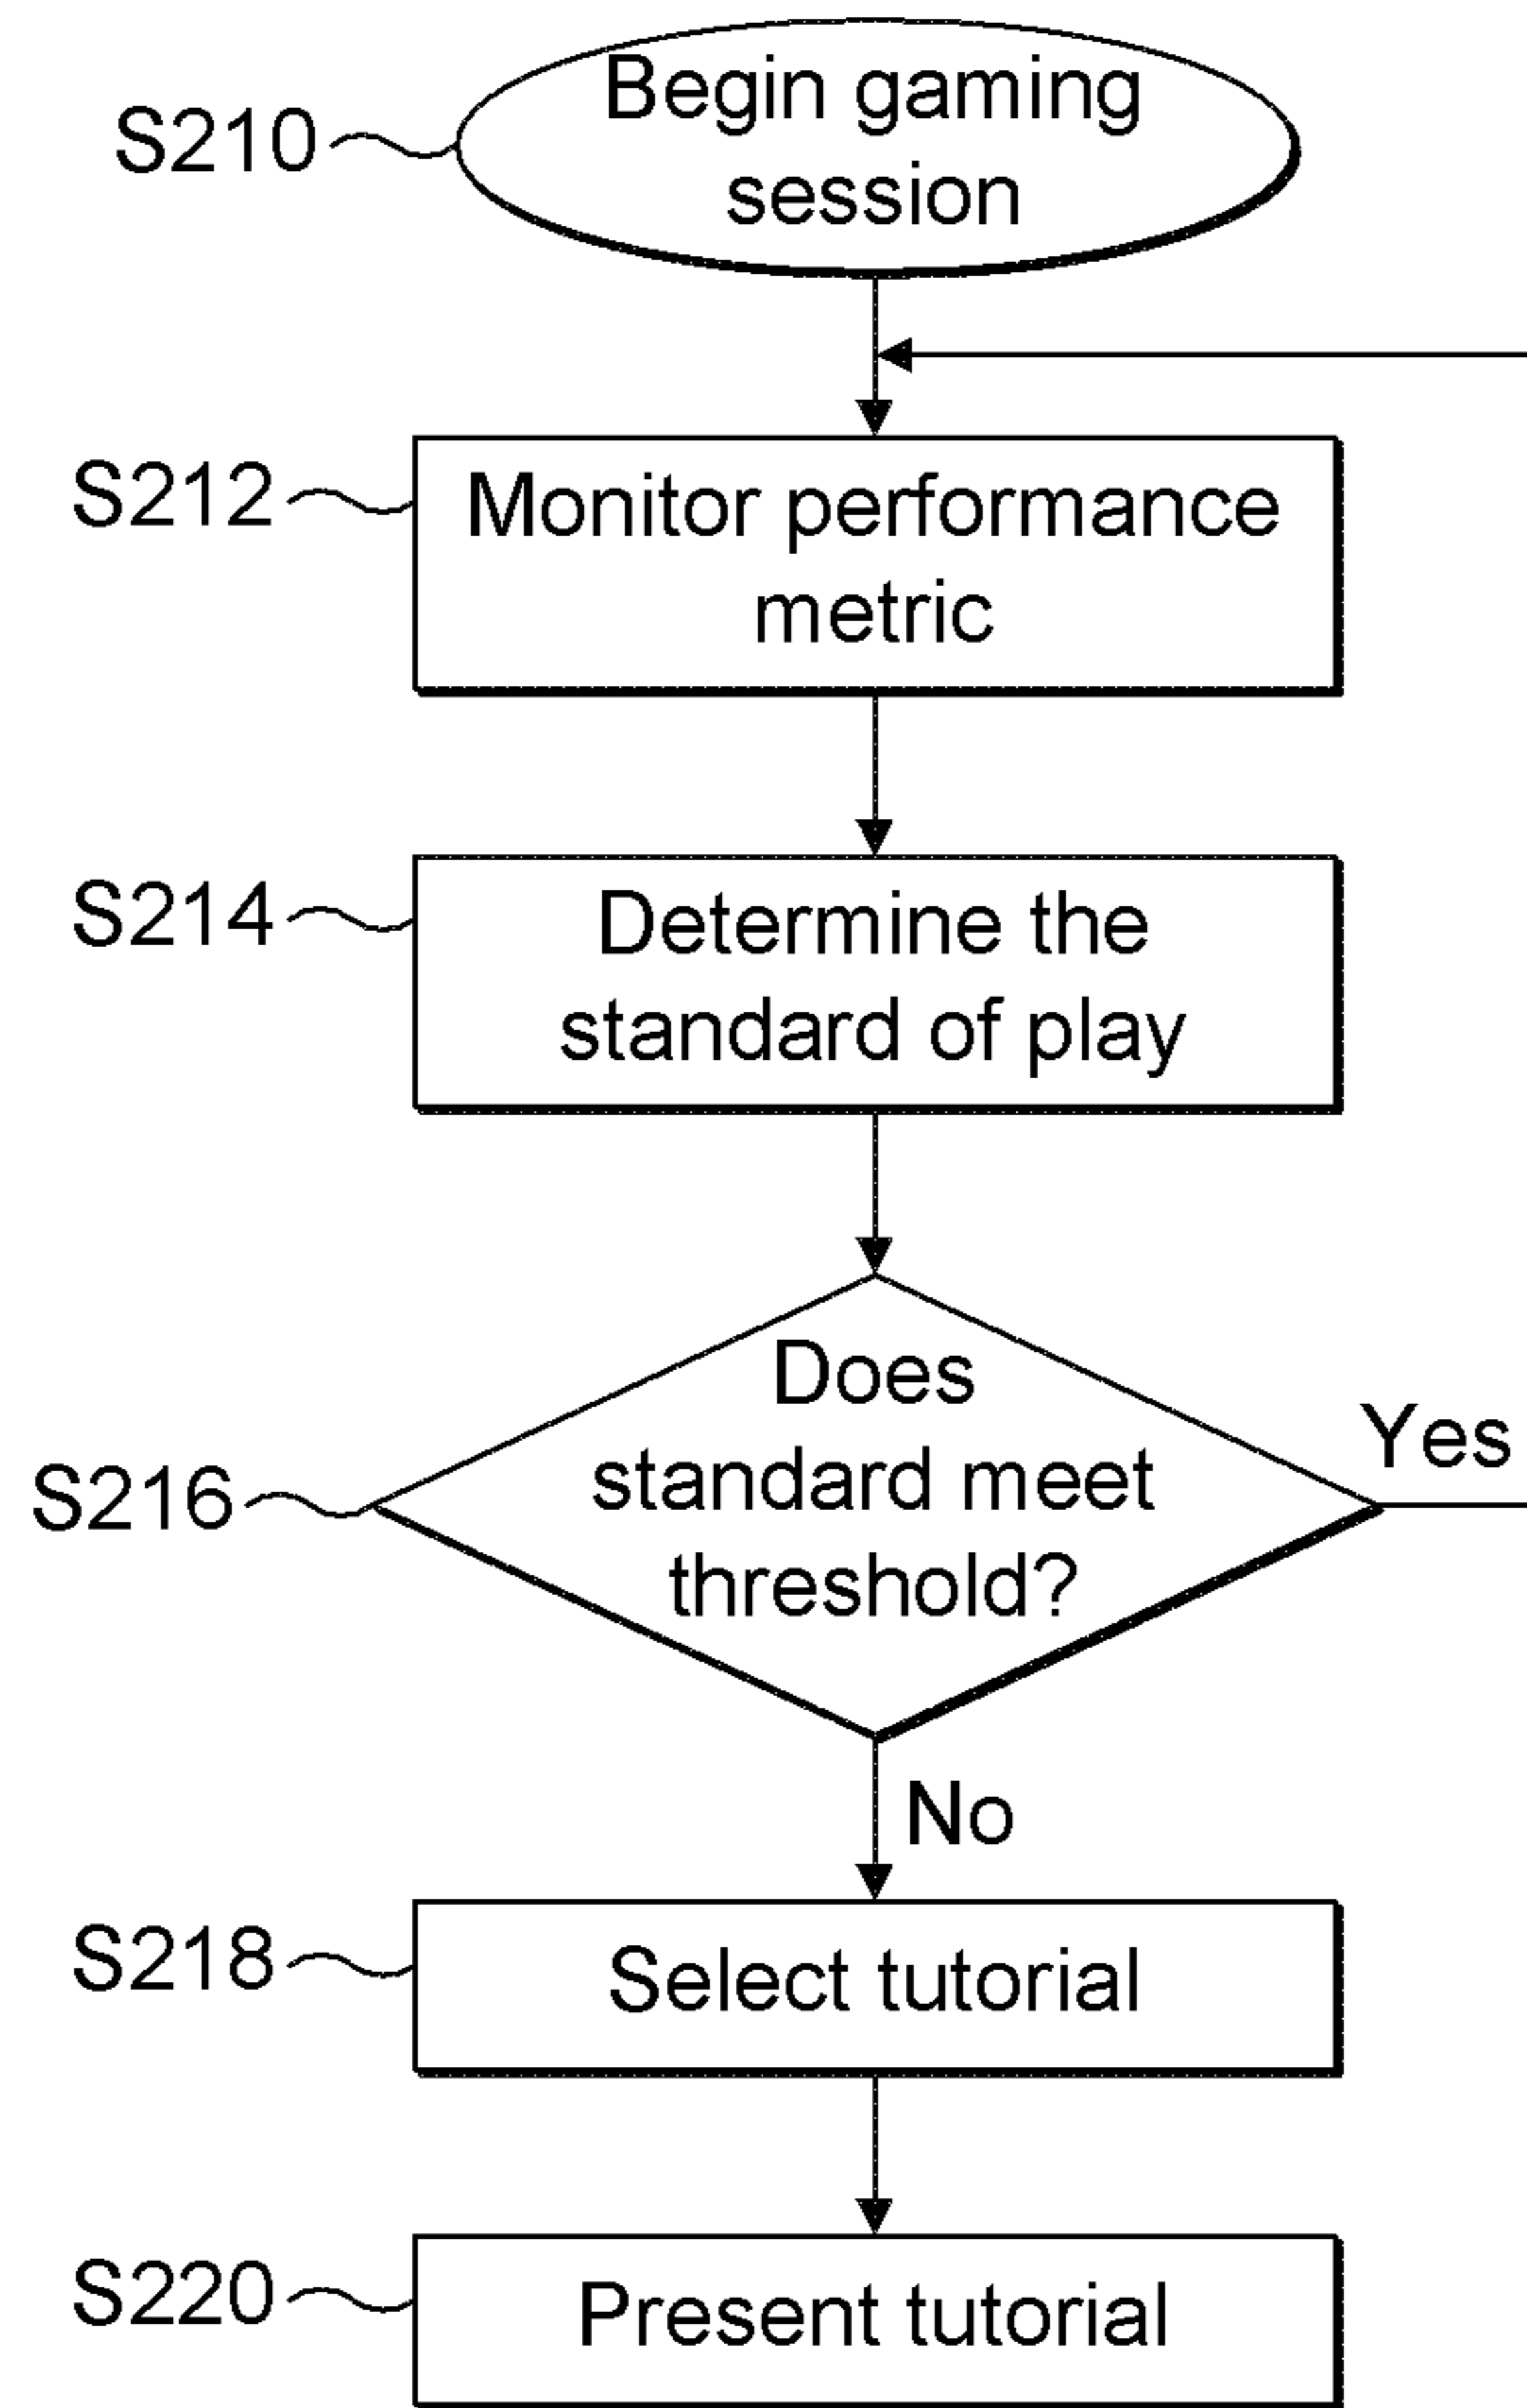 S210
Begin gaming
session
S212
Monitor performance
metric
S214
Determine the
standard of play
S216
Does
standard meet
threshold?
Yes
No
S218
Select tutorial
S220
Present tutorial